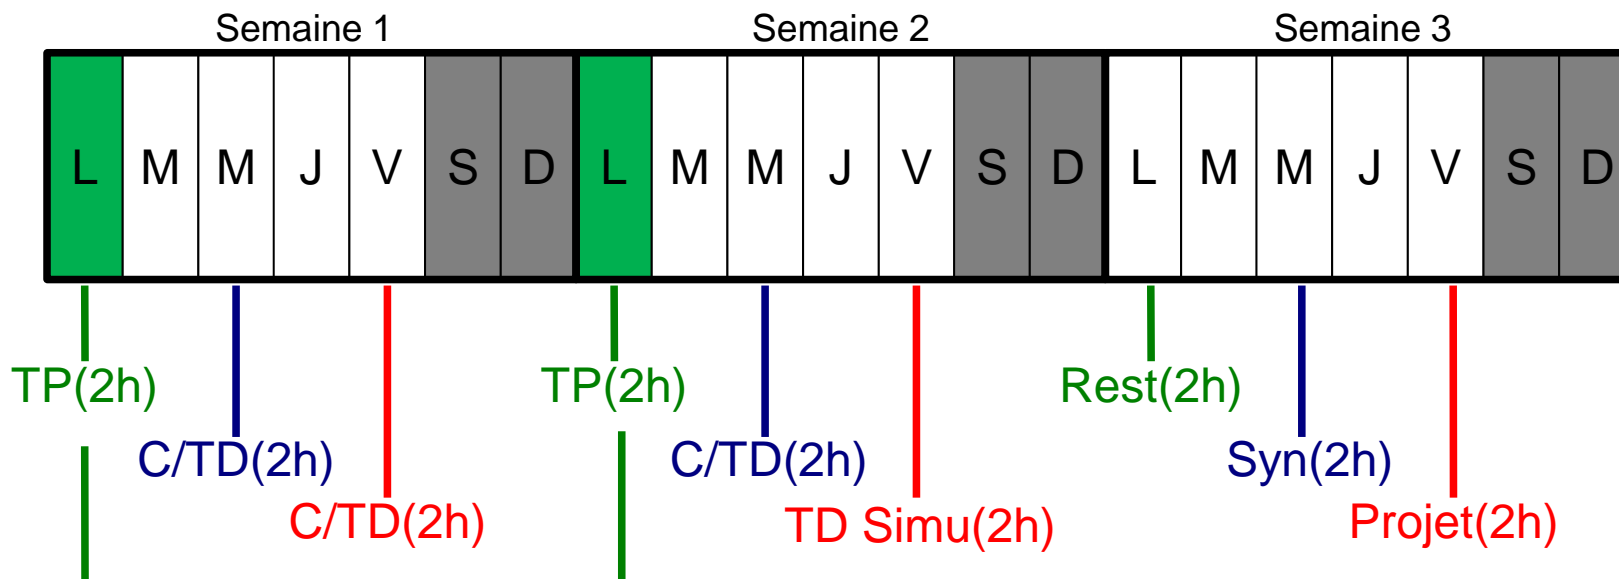 Semaine 1 Semaine 2 Semaine 3
L M M J V S D L M M J V S D L M M J V S D
TP(2h) TP(2h) Rest(2h)
C/TD(2h) C/TD(2h) Syn(2h)
C/TD(2h) TD Simu(2h) Projet(2h)